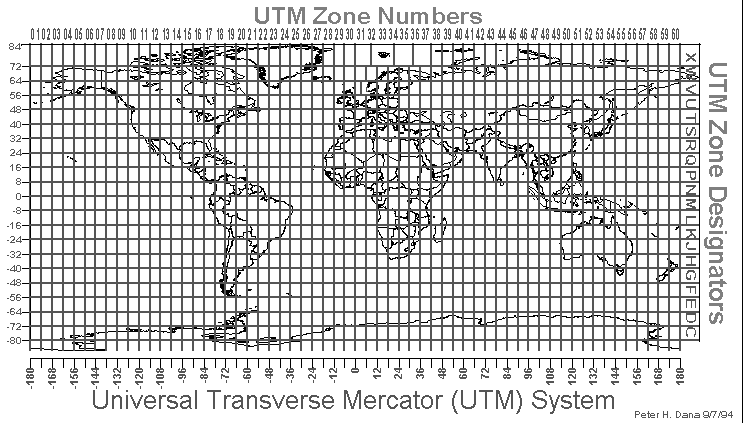 UTM Zone Numbers
01 02 03 04 05 06 07 08 09 10 11 12 13 14 15 16 17 18 19 20 21 22 23 24 25 26 27 28 29 30 31 32 33 34 35 36 37 38 39 40 41 42 43 44 45 46 47 48 49 50 51 52 53 54 55 56 57 58 59 60
84
72
64
56
48
40
32
24
16
8
0
-8
-16
-24
-32
-40
-48
-56
-64
-72
-80
X
W
V
U
T
S
R
Q
P
N
M
L
K
J
H
G
F
E
D
C
UTM Zone Designators
-180 -168 -156 -144 -132 -120 -108 -96 -84 -72 -60 -48 -36 -24 -12 0 12 24 36 48 60 72 84 96 108 120 132 144 156 168 180
Universal Transverse Mercator (UTM) System
Peter H. Dana 9/7/94